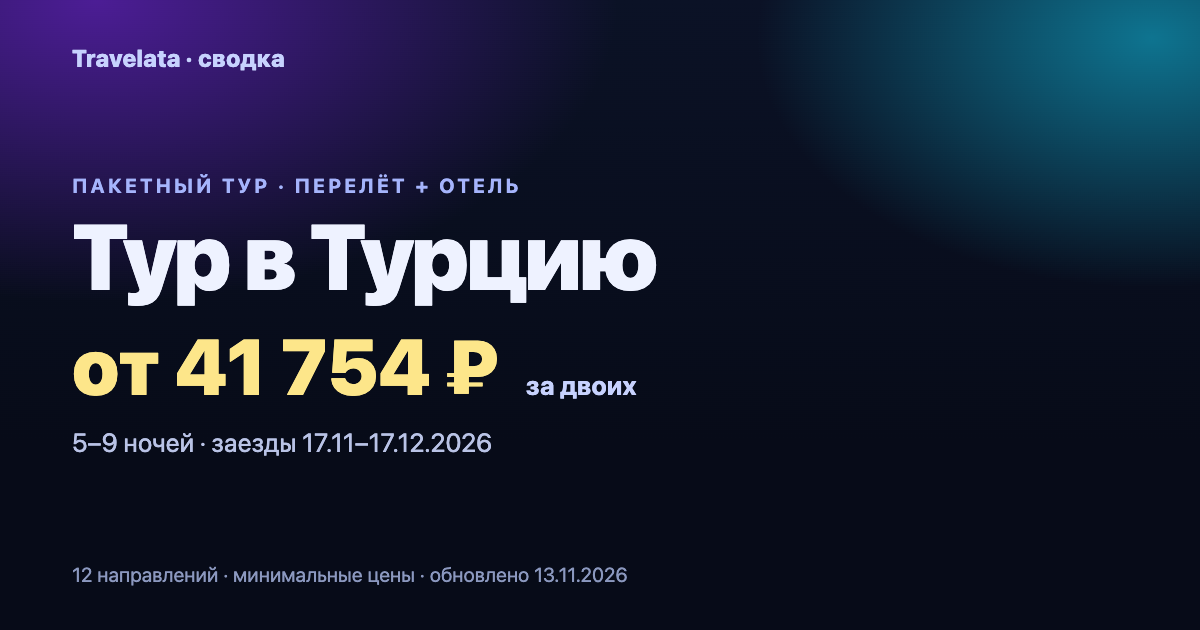 Travelata · сводка
ПАКЕТНЫЙ ТУР · ПЕРЕЛЁТ + ОТЕЛЬ
Тур в Турцию
от 41 754 ₽ за двоих
5–9 ночей · заезды 17.11–17.12.2026
12 направлений · минимальные цены · обновлено 13.11.2026